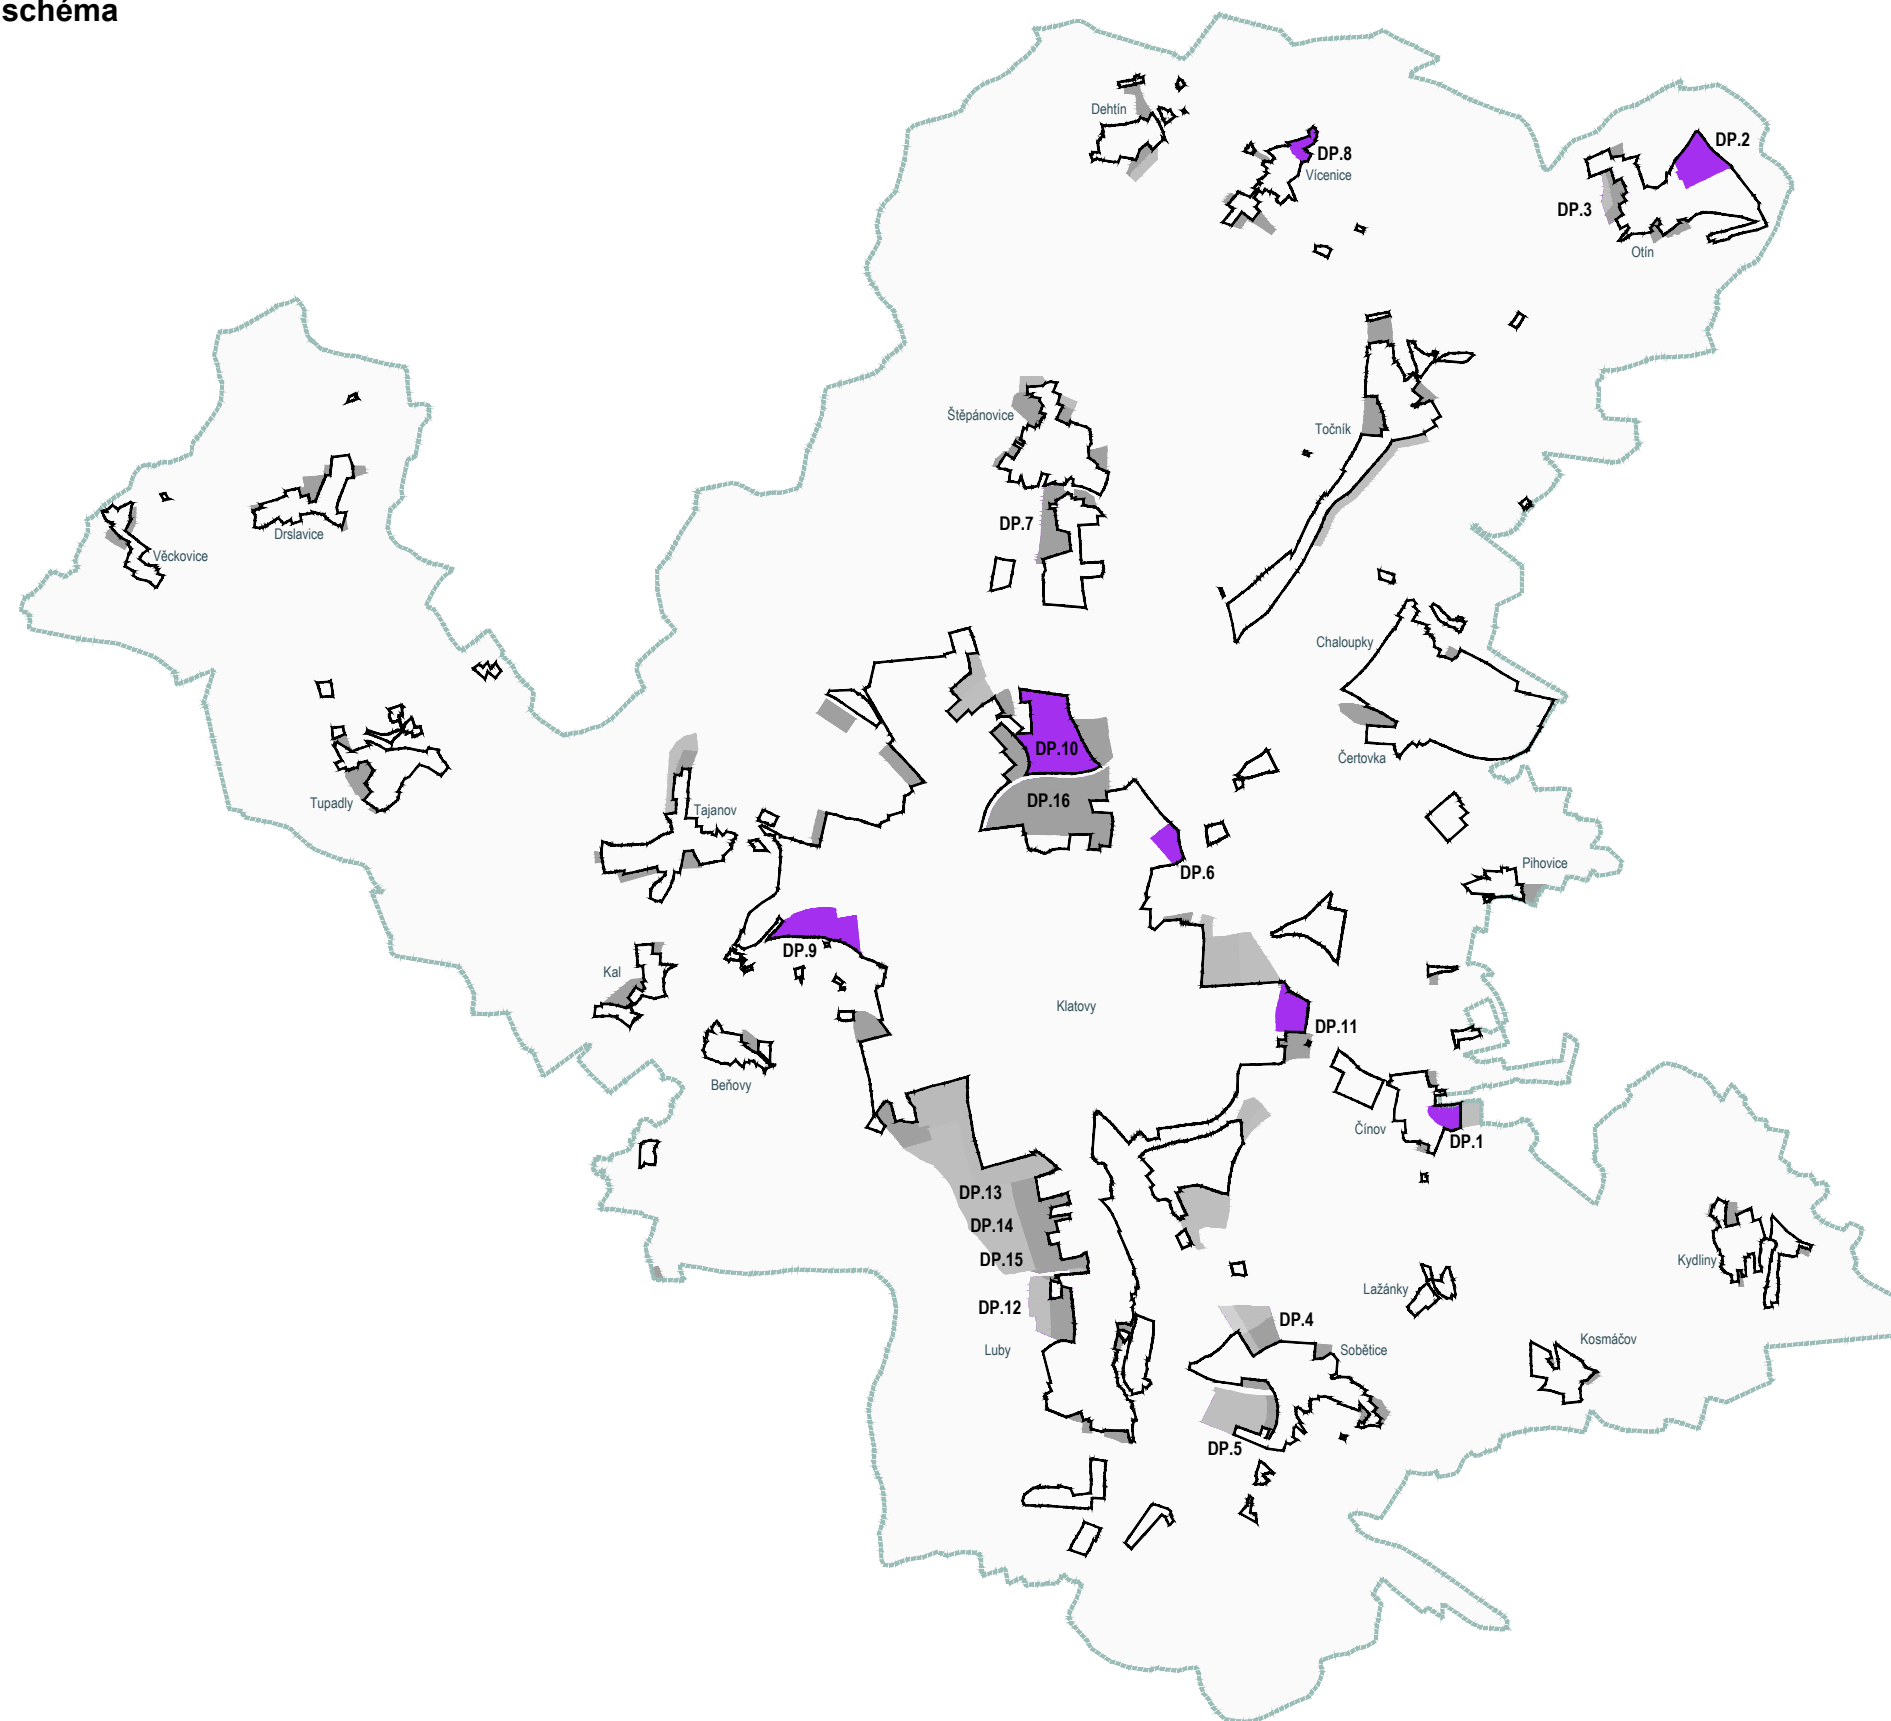 schéma
Dehtín
DP.8
Vícenice
DP.2
DP.3
Otín
Štěpánovice
Točník
DP.7
Drslavice
Věckovice
Chaloupky
DP.10
Čertovka
Tupadly
Tajanov
DP.16
DP.6
Pihovice
DP.9
Kal
Klatovy
DP.11
Beňovy
Čínov
DP.1
DP.13
DP.14
DP.15
DP.12
Kydliny
Lažánky
DP.4
Luby
Sobětice
Kosmáčov
DP.5